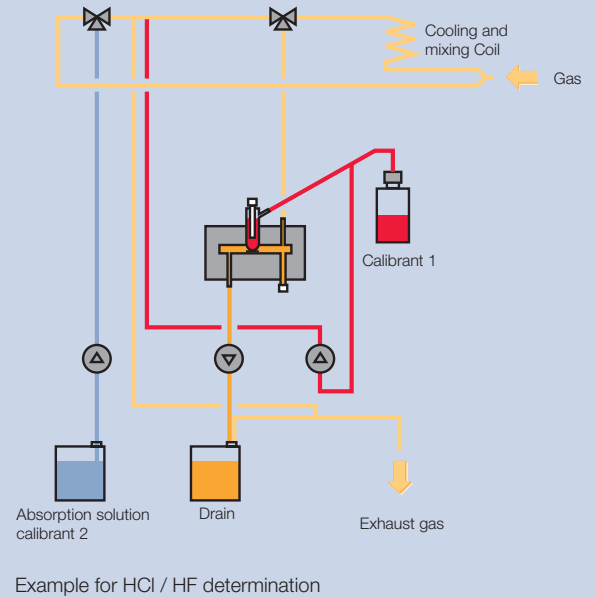 Cooling and
mixing Coil
Gas
Calibrant 1
Absorption solution
calibrant 2
Drain
Exhaust gas
Example for HCl / HF determination